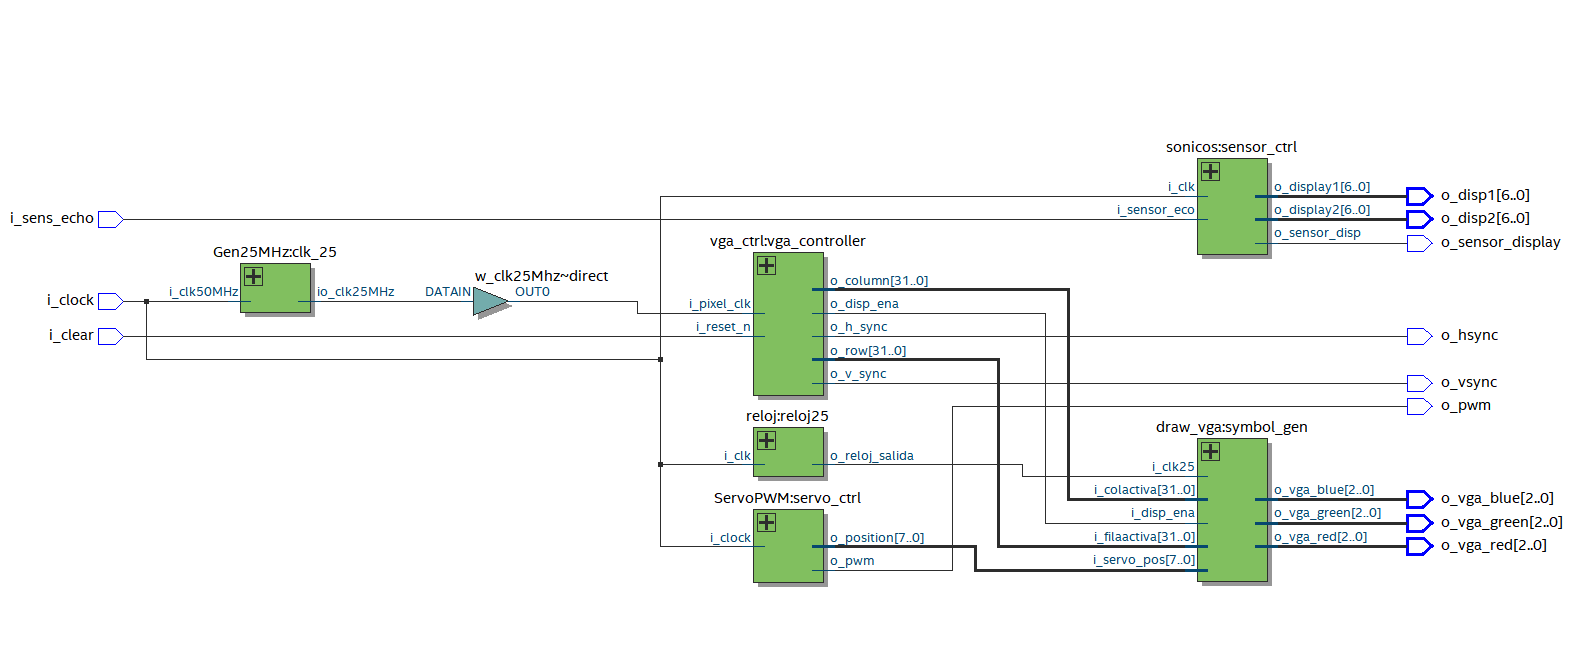 sonicos:sensor_ctrl
i_clk
o_display1[6..0]
o_disp1[6..0]
i_sens_echo
i_sensor_eco
o_display2[6..0]
o_disp2[6..0]
o_sensor_disp
o_sensor_display
vga_ctrl:vga_controller
Gen25MHz:clk_25
w_clk25Mhz~direct
o_column[31..0]
i_clock
i_clk50MHz
io_clk25MHz
DATAIN
OUT0
i_pixel_clk
o_disp_ena
i_clear
i_reset_n
o_h_sync
o_hsync
o_row[31..0]
o_v_sync
o_vsync
o_pwm
reloj:reloj25
draw_vga:symbol_gen
i_clk
o_reloj_salida
i_clk25
ServoPWM:servo_ctrl
i_colactiva[31..0]
o_vga_blue[2..0]
o_vga_blue[2..0]
i_disp_ena
o_vga_green[2..0]
o_vga_green[2..0]
i_clock
o_position[7..0]
i_filaactiva[31..0]
o_vga_red[2..0]
o_vga_red[2..0]
o_pwm
i_servo_pos[7..0]